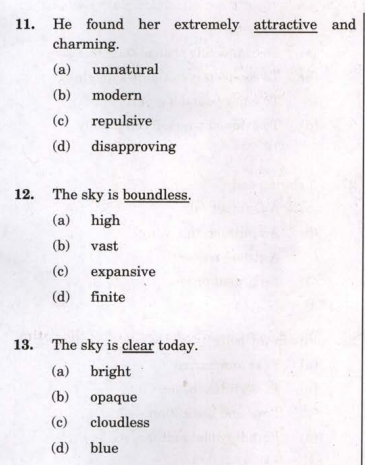 11. He found her extremely attractive and
charming.
(a) unnatural
(b) modern
(c) repulsive
(d) disapproving
12. The sky is boundless.
(a) high
(b) vast
(c) expansive
(d) finite
13. The sky is clear today.
(a) bright
(b) opaque
(c) cloudless
(d) blue